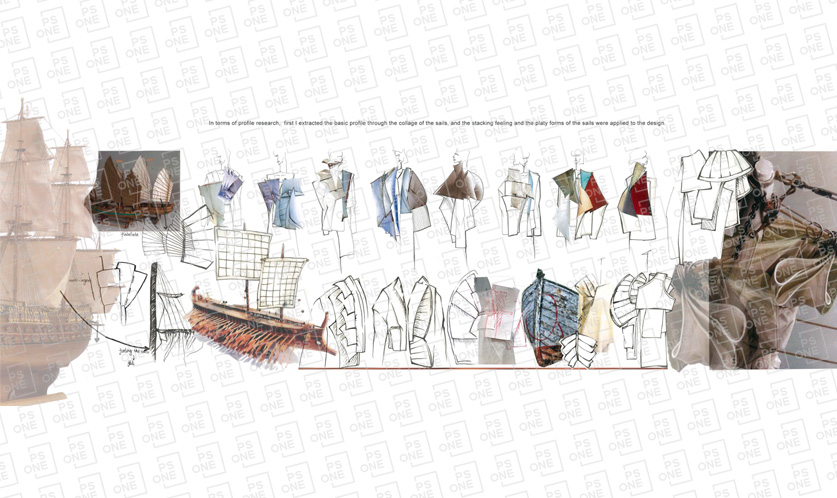 In terms of profile research, first I extracted the basic profile through the collage of the sails, and the stacking feeling and the platy forms of the sails were applied to the design.
PS
ONE